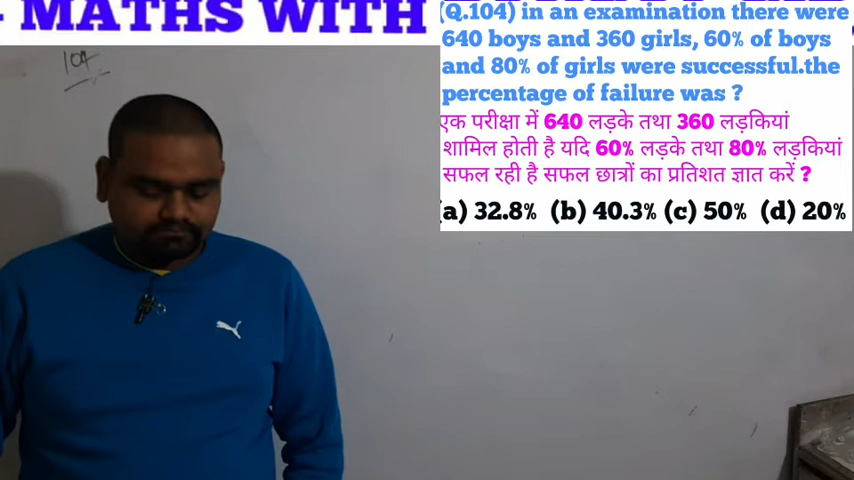 - MATHS WITH
104
(Q.104) in an examination there were
640 boys and 360 girls, 60% of boys
and 80% of girls were successful.the
percentage of failure was ?
एक परीक्षा में 640 लड़के तथा 360 लड़कियां
शामिल होती है यदि 60% लड़के तथा 80% लड़कियां
सफल रही है सफल छात्रों का प्रतिशत ज्ञात करें ?
(a) 32.8% (b) 40.3% (c) 50% (d) 20%